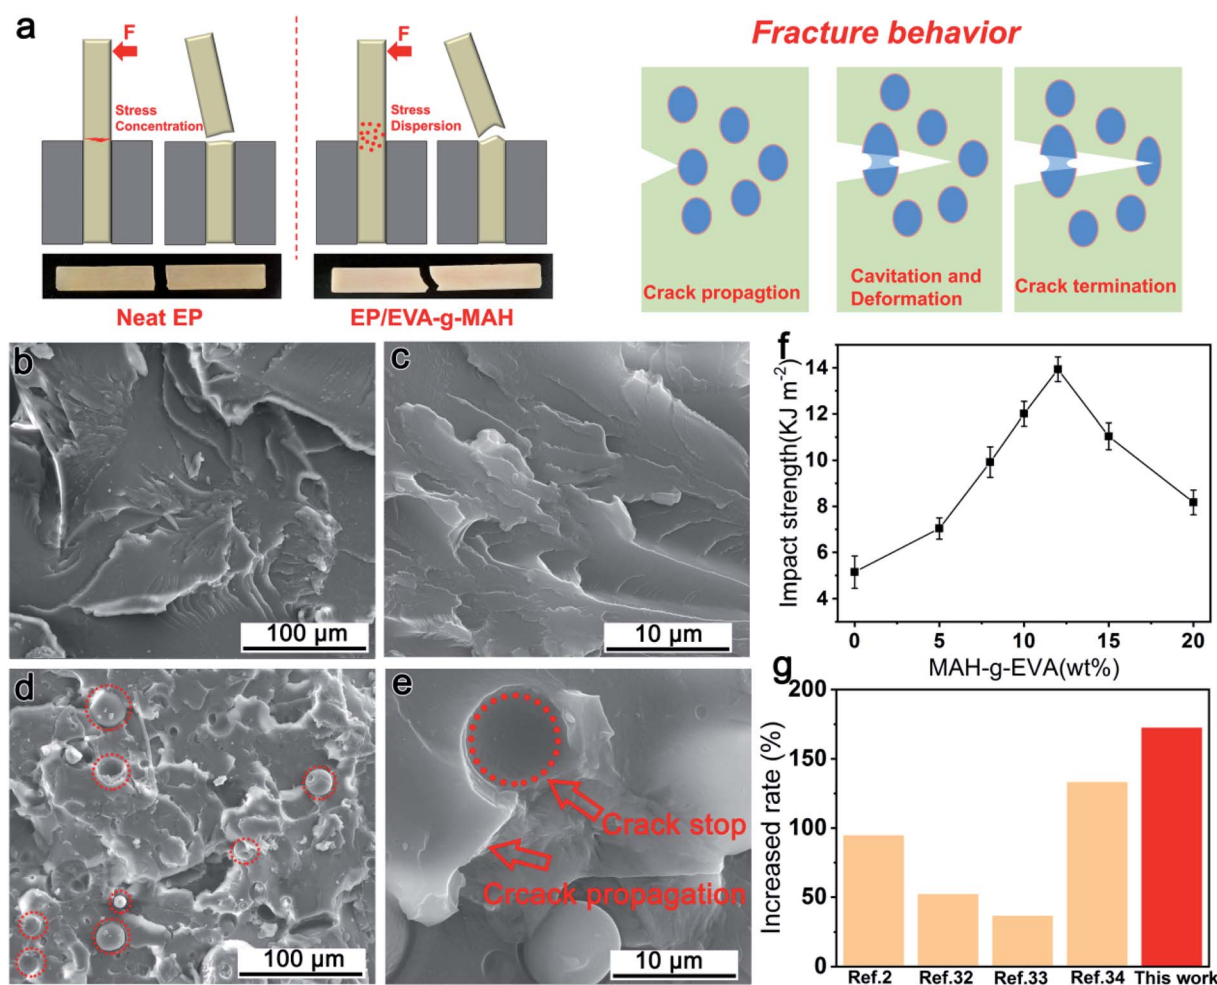 a
F
Stress
Concentration
F
Stress
Dispersion
Neat EP
EP/EVA-g-MAH
Fracture behavior
Crack propagtion
Cavitation and
Deformation
Crack termination
b
100 µm
c
10 µm
d
100 µm
e
Crack stop
Crcack propagation
10 µm
f
Impact strength(KJ m⁻²)
14
12
10
8
6
4
0 5 10 15 20
MAH-g-EVA(wt%)
g
Increased rate (%)
200
150
100
50
0
Ref.2 Ref.32 Ref.33 Ref.34 This work